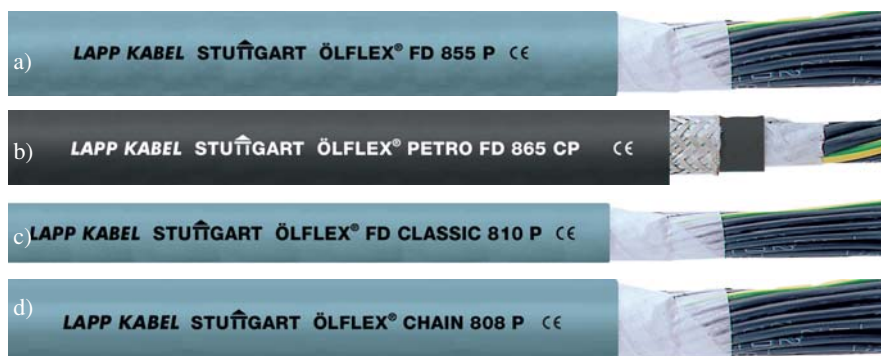 a) LAPP KABEL STUTTGART ÖLFLEX® FD 855 P CE
b) LAPP KABEL STUTTGART ÖLFLEX® PETRO FD 865 CP CE
c) LAPP KABEL STUTTGART ÖLFLEX® FD CLASSIC 810 P CE
d) LAPP KABEL STUTTGART ÖLFLEX® CHAIN 808 P CE